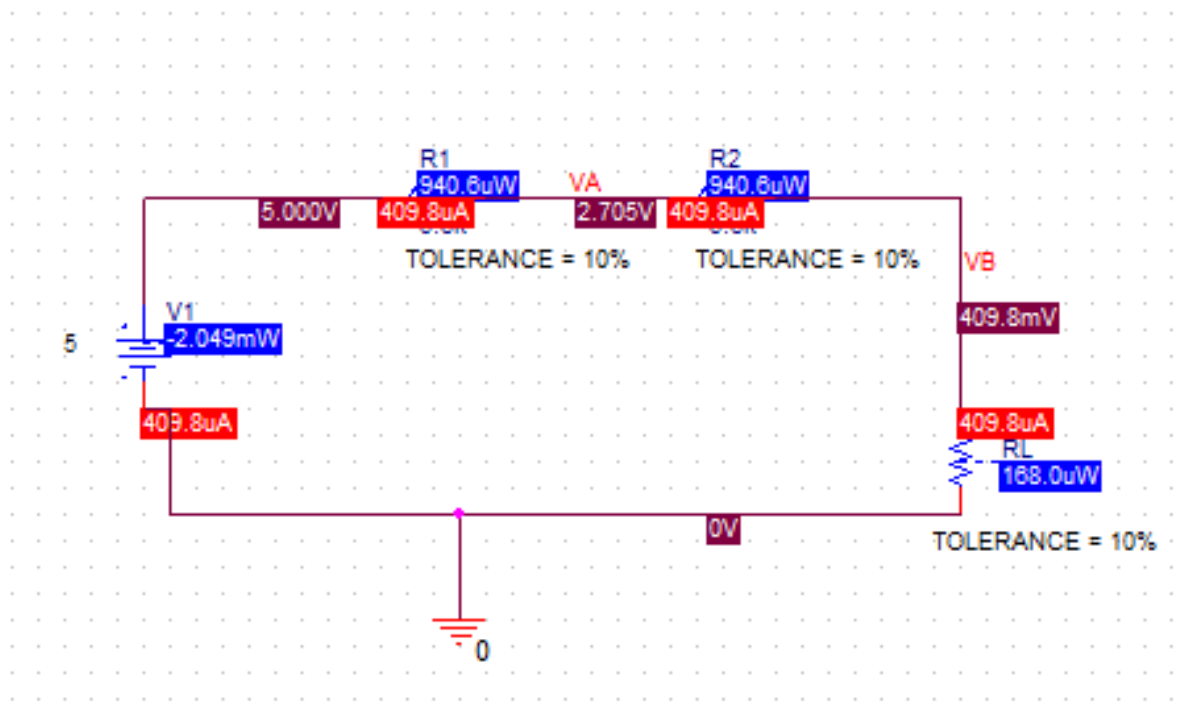 R1
940.6uW
VA
R2
940.6uW
5.000V
409.8uA
2.705V
409.8uA
TOLERANCE = 10%
TOLERANCE = 10%
VB
V1
-2.049mW
5
409.8mV
409.8uA
409.8uA
RL
168.0uW
0V
TOLERANCE = 10%
0